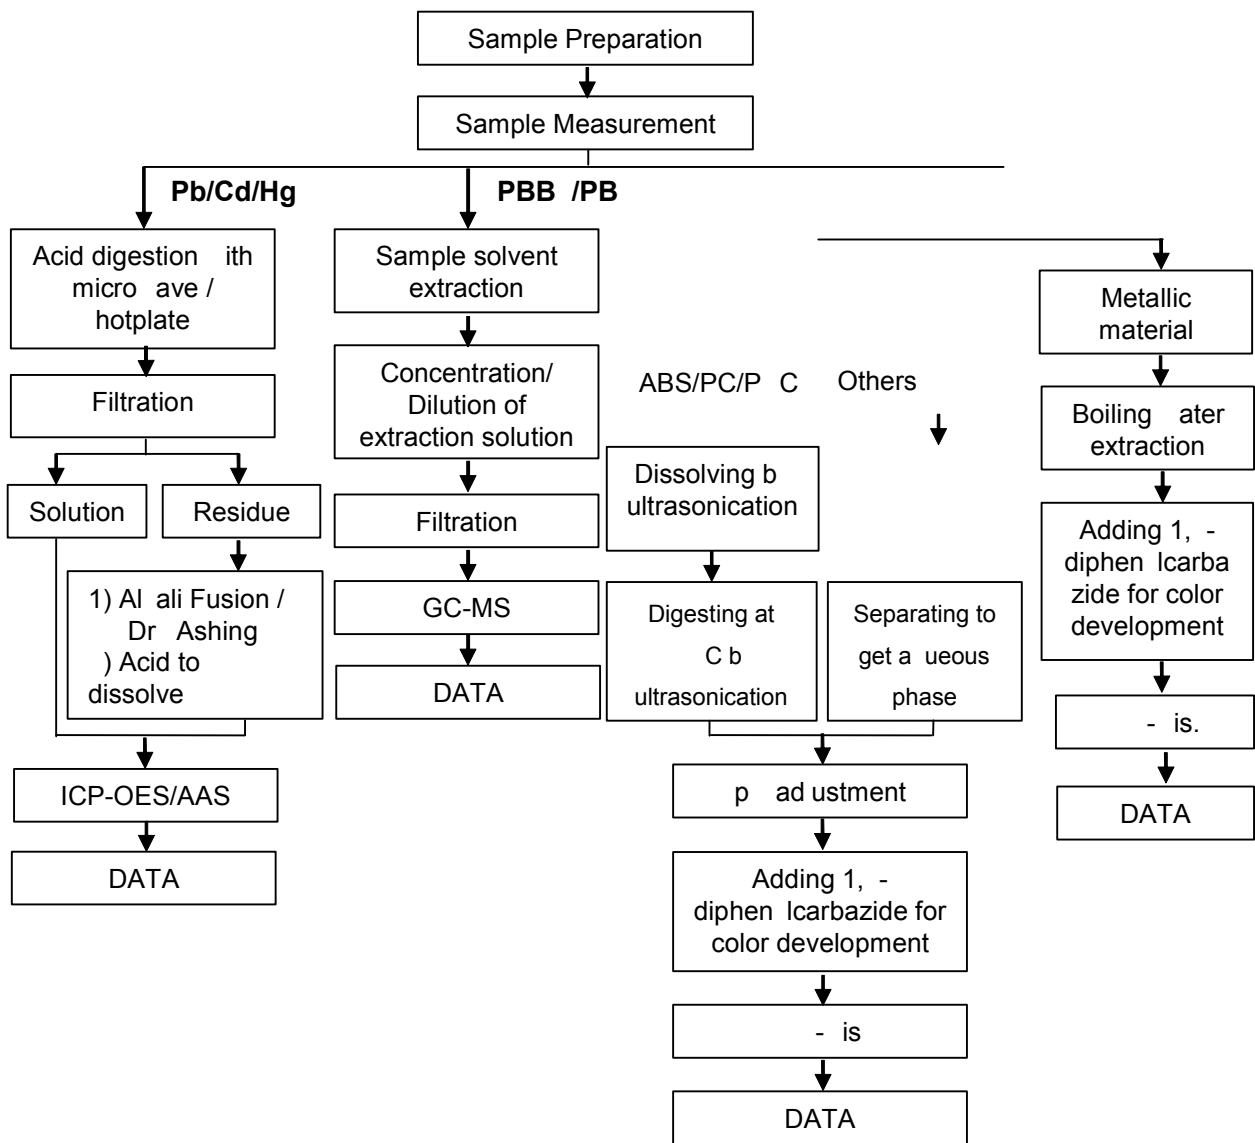 Sample Preparation
Sample Measurement
Pb/Cd/Hg
PBB /PB
Acid digestion ith
micro ave /
hotplate
Filtration
Solution
Residue
1) Al ali Fusion /
Dr Ashing
) Acid to
dissolve
ICP-OES/AAS
DATA
Sample solvent
extraction
Concentration/
Dilution of
extraction solution
Filtration
GC-MS
DATA
ABS/PC/P C
Others
Dissolving b
ultrasonication
Digesting at
C b
ultrasonication
Separating to
get a ueous
phase
p ad ustment
Adding 1, -
diphen lcarbazide for
color development
- is
DATA
Metallic
material
Boiling ater
extraction
Adding 1, -
diphen lcarba
zide for color
development
- is.
DATA